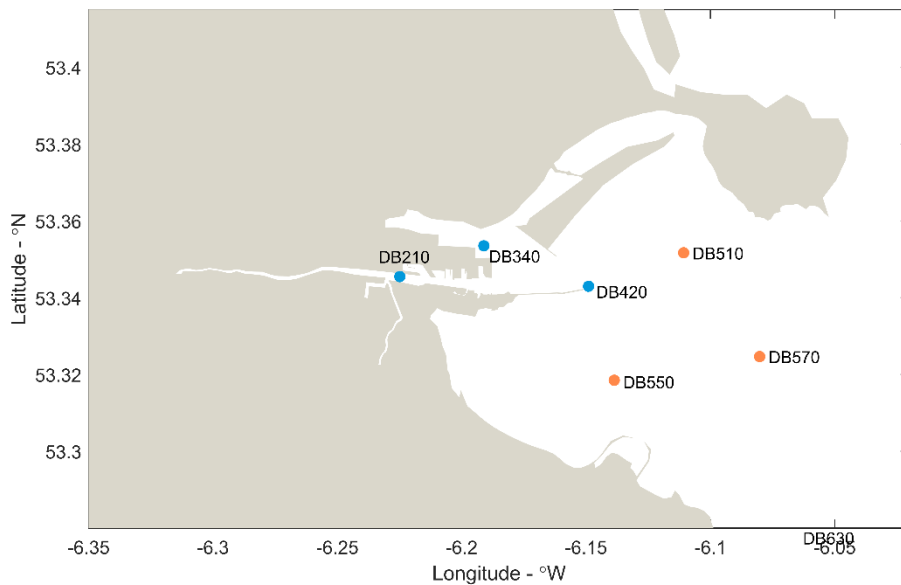 53.4
53.38
53.36
53.34
53.32
53.3
Latitude - °N
DB210
DB340
DB420
DB510
DB550
DB570
DB630
-6.35
-6.3
-6.25
-6.2
-6.15
-6.1
-6.05
Longitude - °W